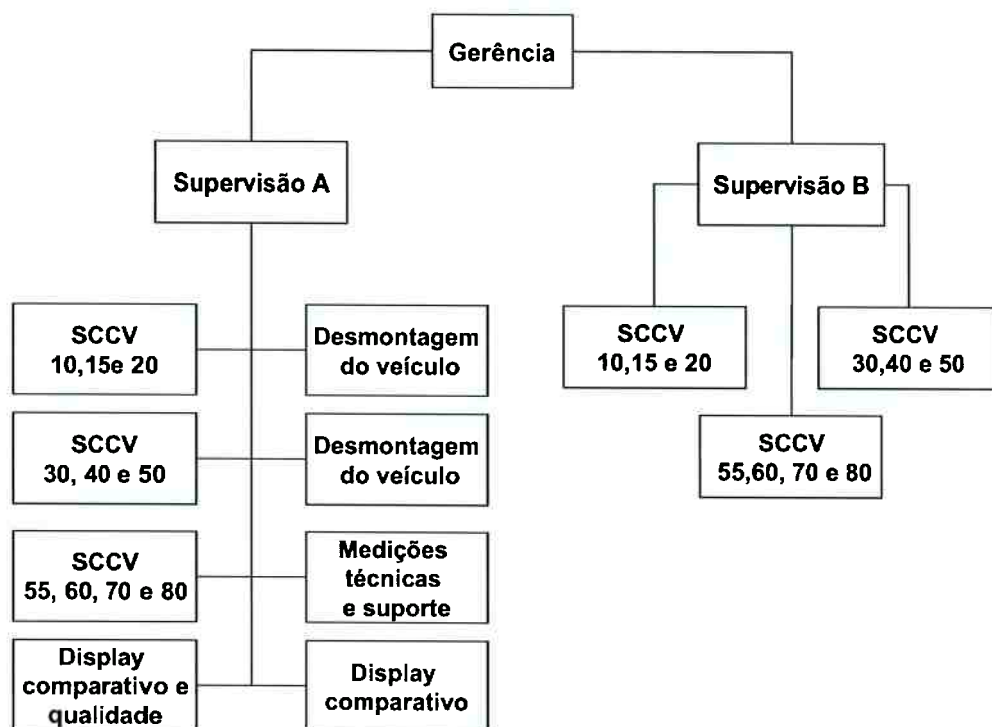 Gerência
Supervisão A
Supervisão B
SCCV
10,15e 20
Desmontagem
do veículo
SCCV
10,15 e 20
SCCV
30,40 e 50
SCCV
30, 40 e 50
Desmontagem
do veículo
SCCV
55,60, 70 e 80
SCCV
55, 60, 70 e 80
Medições
técnicas
e suporte
Display
comparativo e
qualidade
Display
comparativo